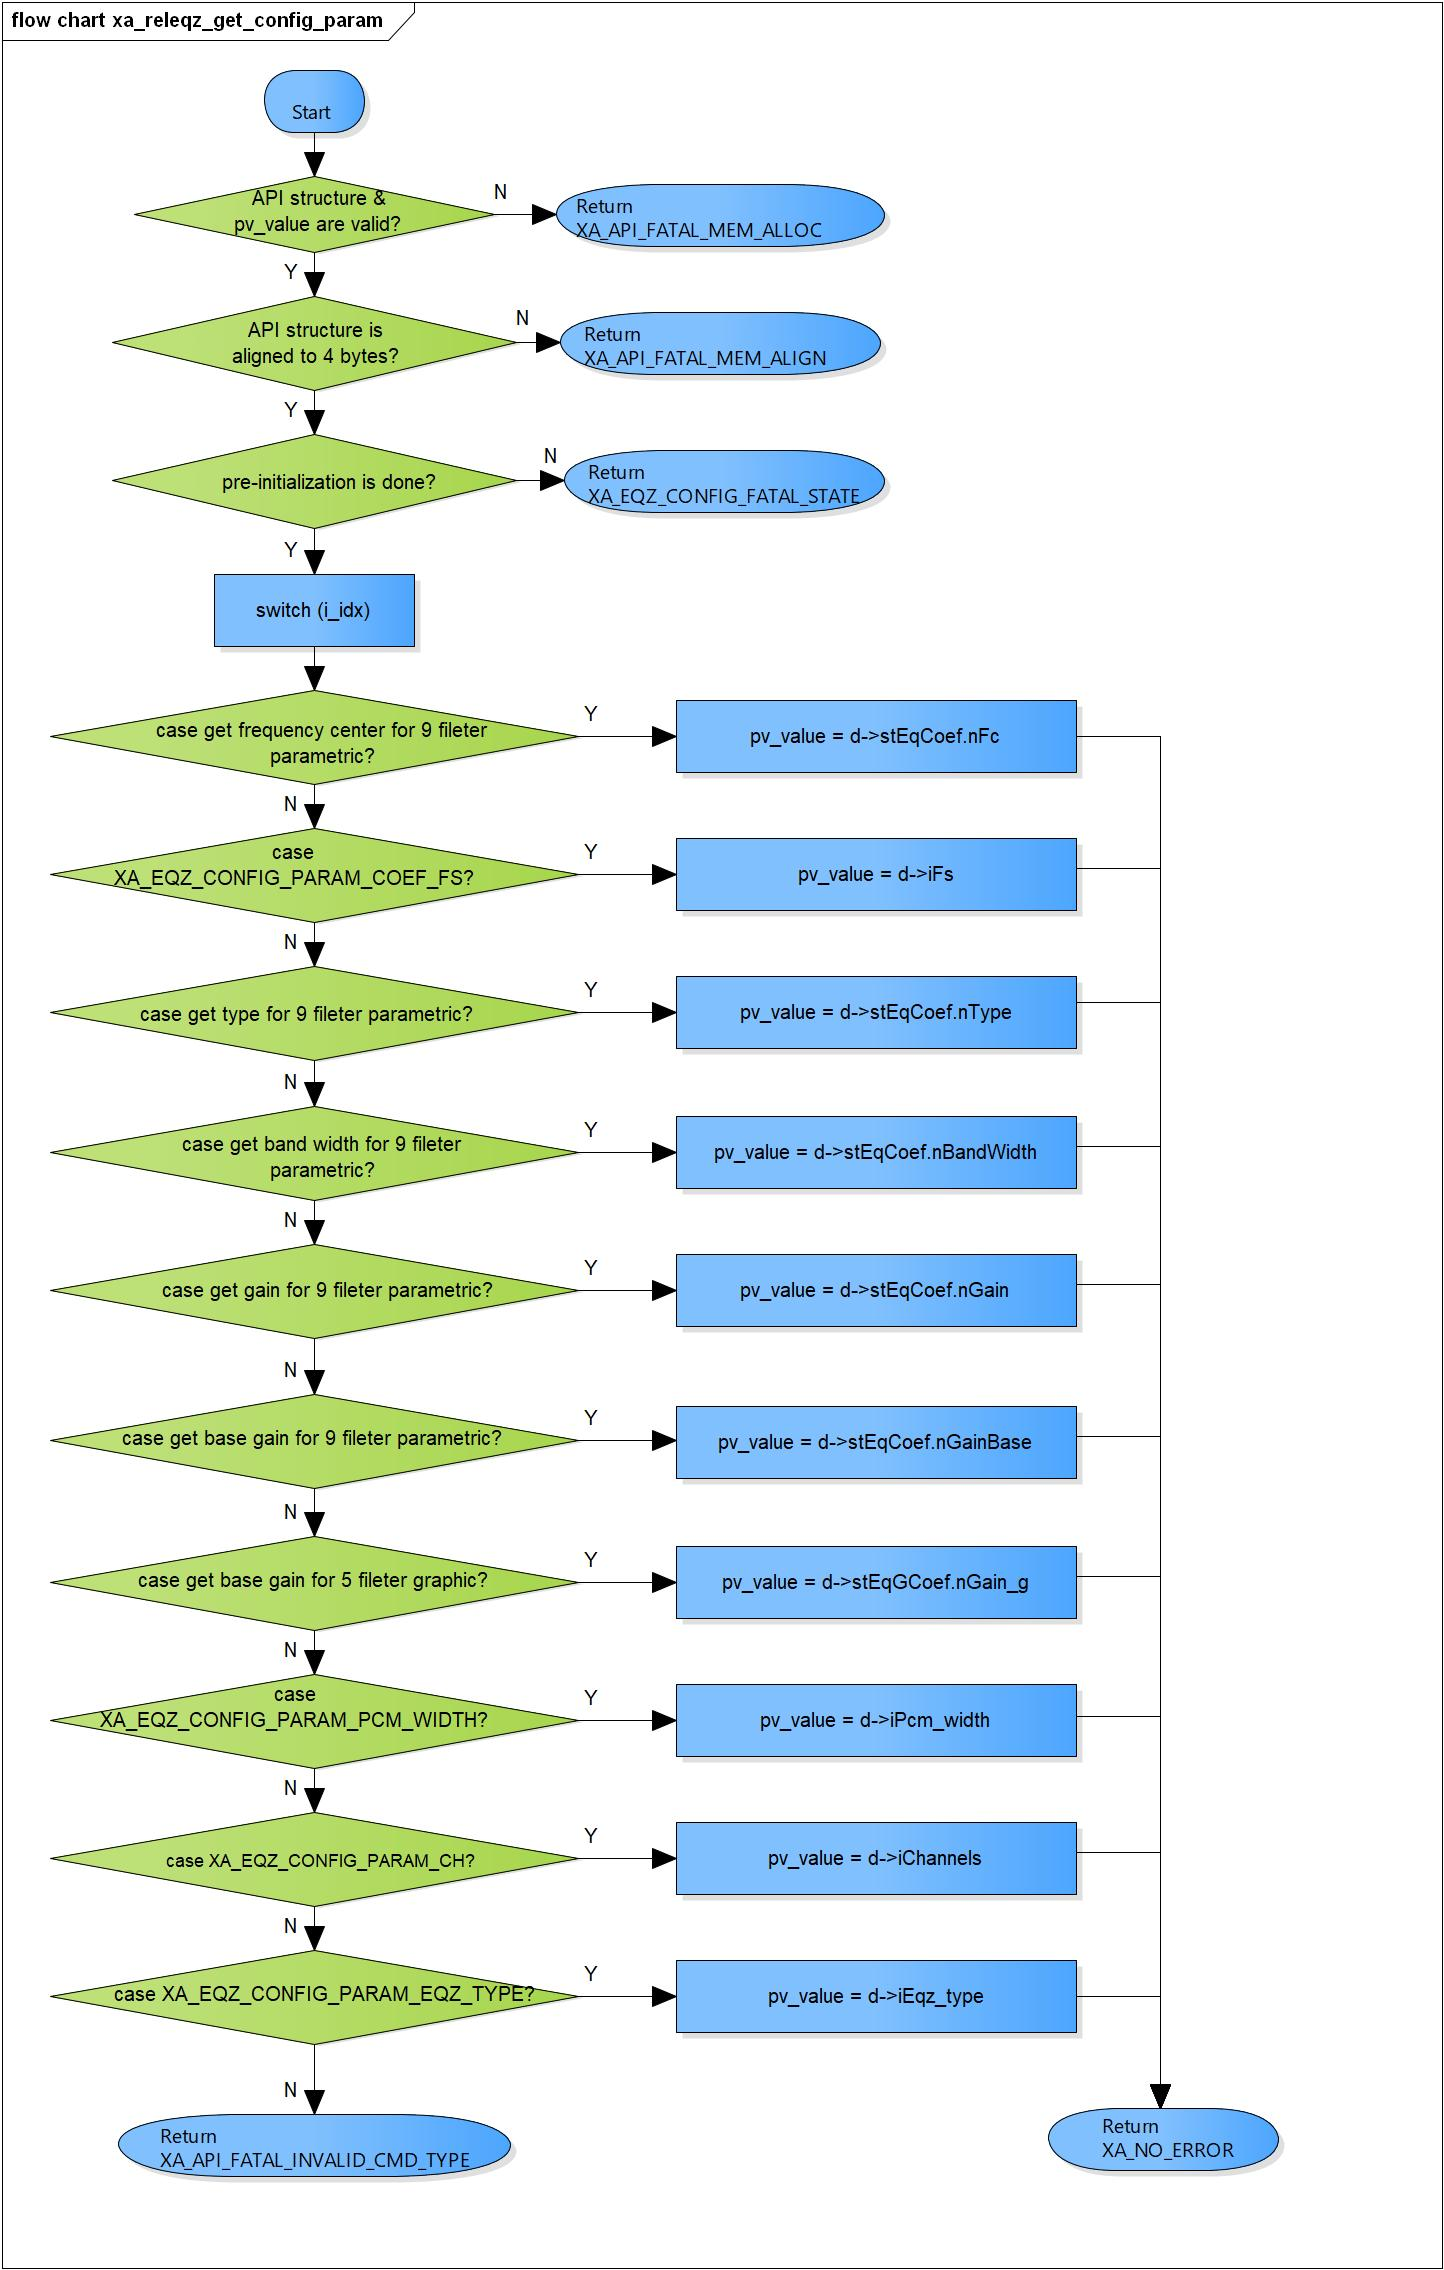 flow chart xa_releqz_get_config_param
Start
API structure &
pv_value are valid?
N
Return
XA_API_FATAL_MEM_ALLOC
Y
API structure is
aligned to 4 bytes?
N
Return
XA_API_FATAL_MEM_ALIGN
Y
pre-initialization is done?
N
Return
XA_EQZ_CONFIG_FATAL_STATE
Y
switch (i_idx)
case get frequency center for 9 fileter
parametric?
Y
pv_value = d->stEqCoef.nFc
N
case
XA_EQZ_CONFIG_PARAM_COEF_FS?
Y
pv_value = d->iFs
N
case get type for 9 fileter parametric?
Y
pv_value = d->stEqCoef.nType
N
case get band width for 9 fileter
parametric?
Y
pv_value = d->stEqCoef.nBandWidth
N
case get gain for 9 fileter parametric?
Y
pv_value = d->stEqCoef.nGain
N
case get base gain for 9 fileter parametric?
Y
pv_value = d->stEqCoef.nGainBase
N
case get base gain for 5 fileter graphic?
Y
pv_value = d->stEqGCoef.nGain_g
N
case
XA_EQZ_CONFIG_PARAM_PCM_WIDTH?
Y
pv_value = d->iPcm_width
N
case XA_EQZ_CONFIG_PARAM_CH?
Y
pv_value = d->iChannels
N
case XA_EQZ_CONFIG_PARAM_EQZ_TYPE?
Y
pv_value = d->iEqz_type
N
Return
XA_API_FATAL_INVALID_CMD_TYPE
Return
XA_NO_ERROR